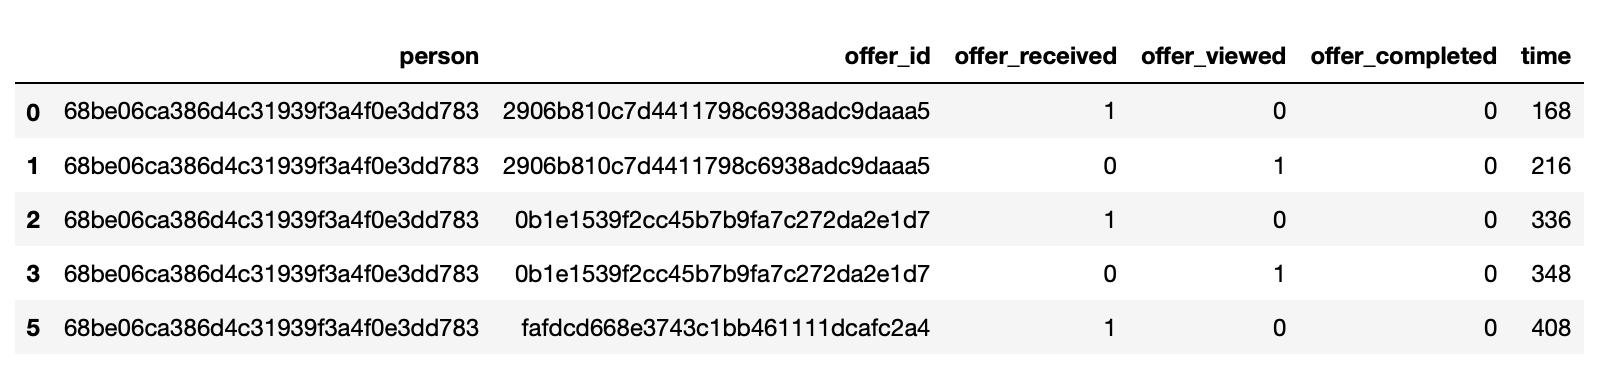 person offer_id offer_received offer_viewed offer_completed time
0 68be06ca386d4c31939f3a4f0e3dd783 2906b810c7d4411798c6938adc9daaa5 1 0 0 168
1 68be06ca386d4c31939f3a4f0e3dd783 2906b810c7d4411798c6938adc9daaa5 0 1 0 216
2 68be06ca386d4c31939f3a4f0e3dd783 0b1e1539f2cc45b7b9fa7c272da2e1d7 1 0 0 336
3 68be06ca386d4c31939f3a4f0e3dd783 0b1e1539f2cc45b7b9fa7c272da2e1d7 0 1 0 348
5 68be06ca386d4c31939f3a4f0e3dd783 fafdcd668e3743c1bb461111dcafc2a4 1 0 0 408